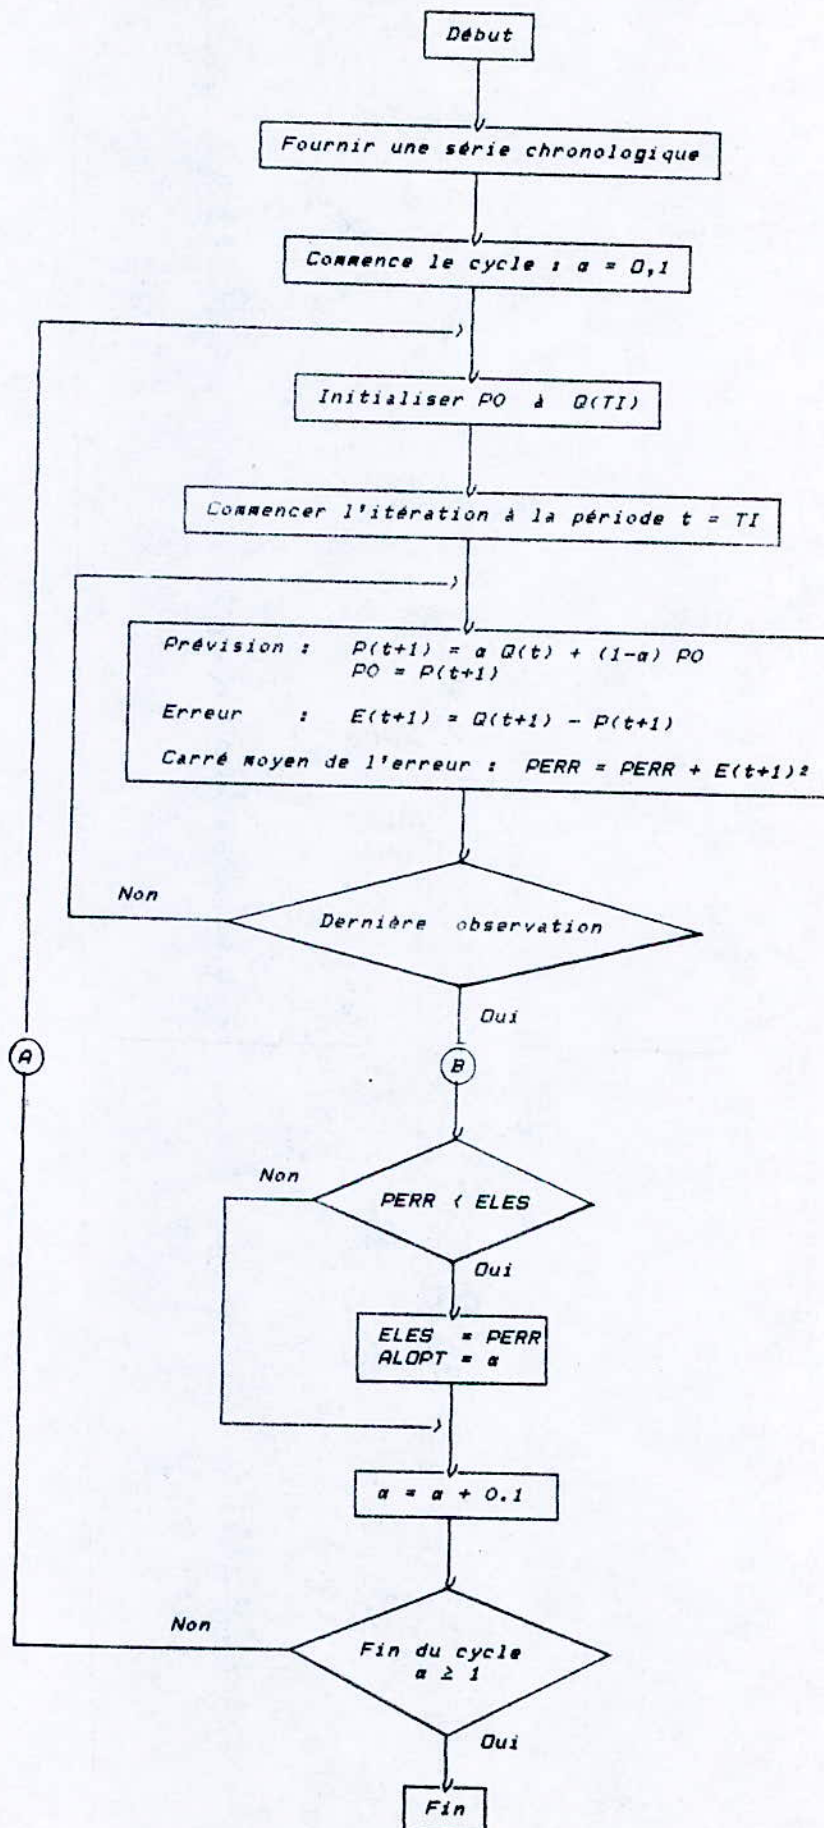 Début
Fournir une série chronologique
Commence le cycle : α = 0,1
Initialiser PO à Q(TI)
Commencer l'itération à la période t = TI
Prévision : P(t+1) = α Q(t) + (1-α) PO
PO = P(t+1)
Erreur : E(t+1) = Q(t+1) - P(t+1)
Carré moyen de l'erreur : PERR = PERR + E(t+1)²
Non
Dernière observation
Oui
A
B
Non
PERR < ELES
Oui
ELES = PERR
ALOPT = α
α = α + 0.1
Non
Fin du cycle
α ≥ 1
Oui
Fin